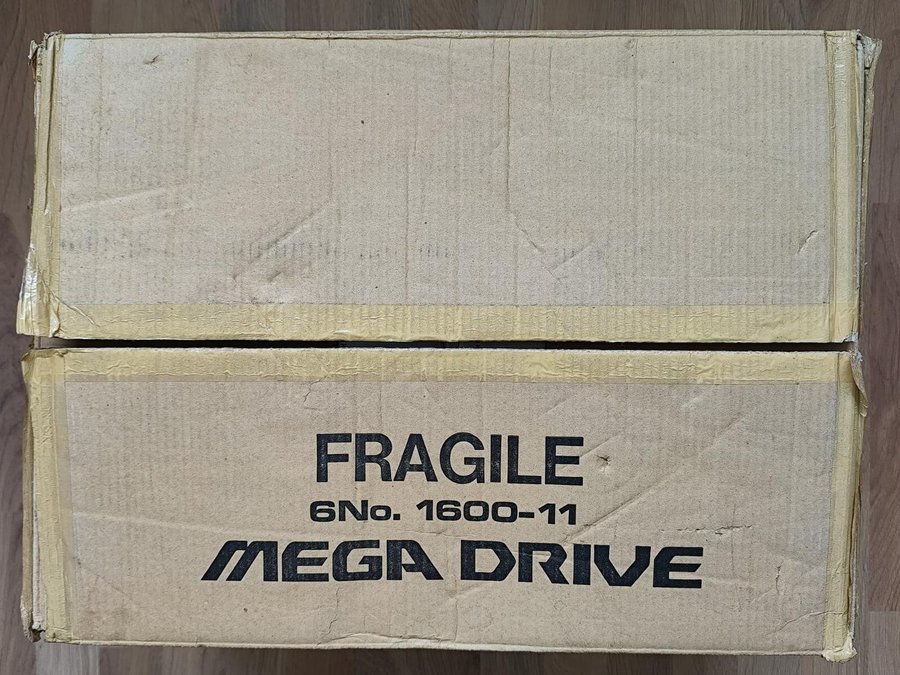 FRAGILE
6No. 1600-11
MEGA DRIVE